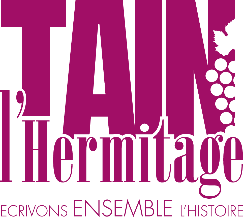 TAIN
l'Hermitage
ECRIVONS ENSEMBLE L'HISTOIRE